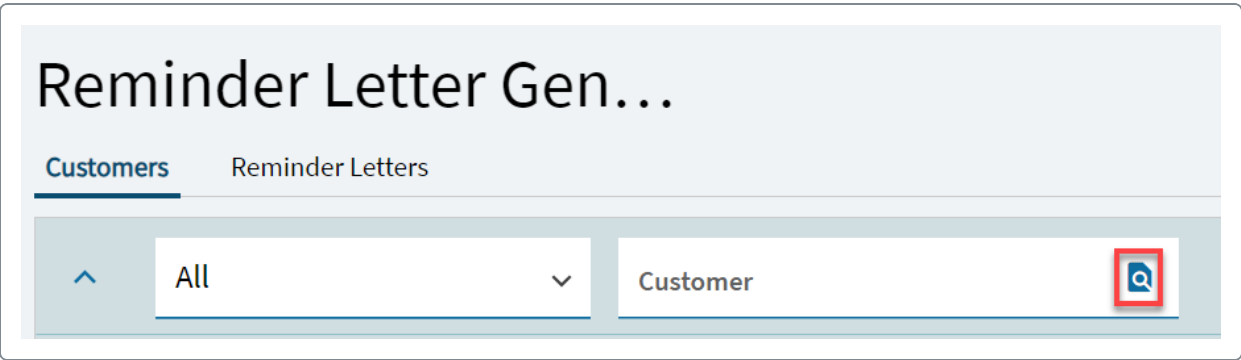 Reminder Letter Gen...
Customers Reminder Letters
All Customer